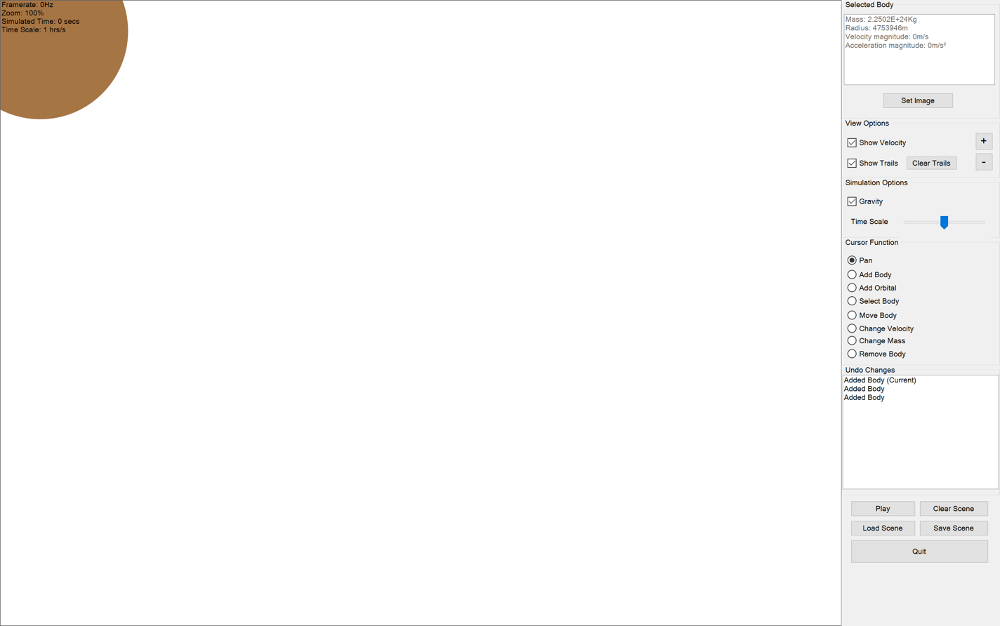 Framerate: 0Hz
Zoom: 100%
Simulated Time: 0 secs
Time Scale: 1 hrs/s
Selected Body
Mass: 2.2502E+24Kg
Radius: 4753946m
Velocity magnitude: 0m/s
Acceleration magnitude: 0m/s²
Set Image
View Options
Show Velocity
+
Show Trails
Clear Trails
-
Simulation Options
Gravity
Time Scale
Cursor Function
Pan
Add Body
Add Orbital
Select Body
Move Body
Change Velocity
Change Mass
Remove Body
Undo Changes
Added Body (Current)
Added Body
Added Body
Play
Clear Scene
Load Scene
Save Scene
Quit